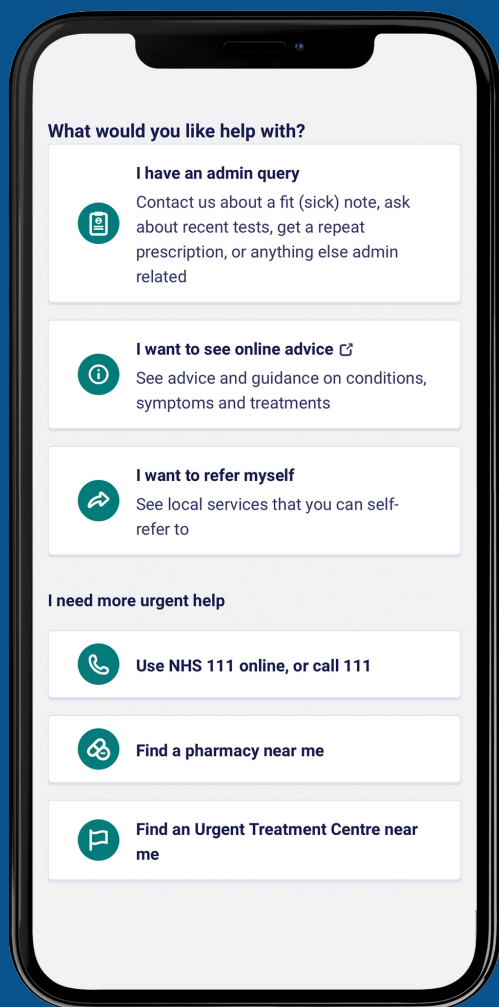 What would you like help with?
I have an admin query
Contact us about a fit (sick) note, ask
about recent tests, get a repeat
prescription, or anything else admin
related
I want to see online advice
See advice and guidance on conditions,
symptoms and treatments
I want to refer myself
See local services that you can self-
refer to
I need more urgent help
Use NHS 111 online, or call 111
Find a pharmacy near me
Find an Urgent Treatment Centre near
me